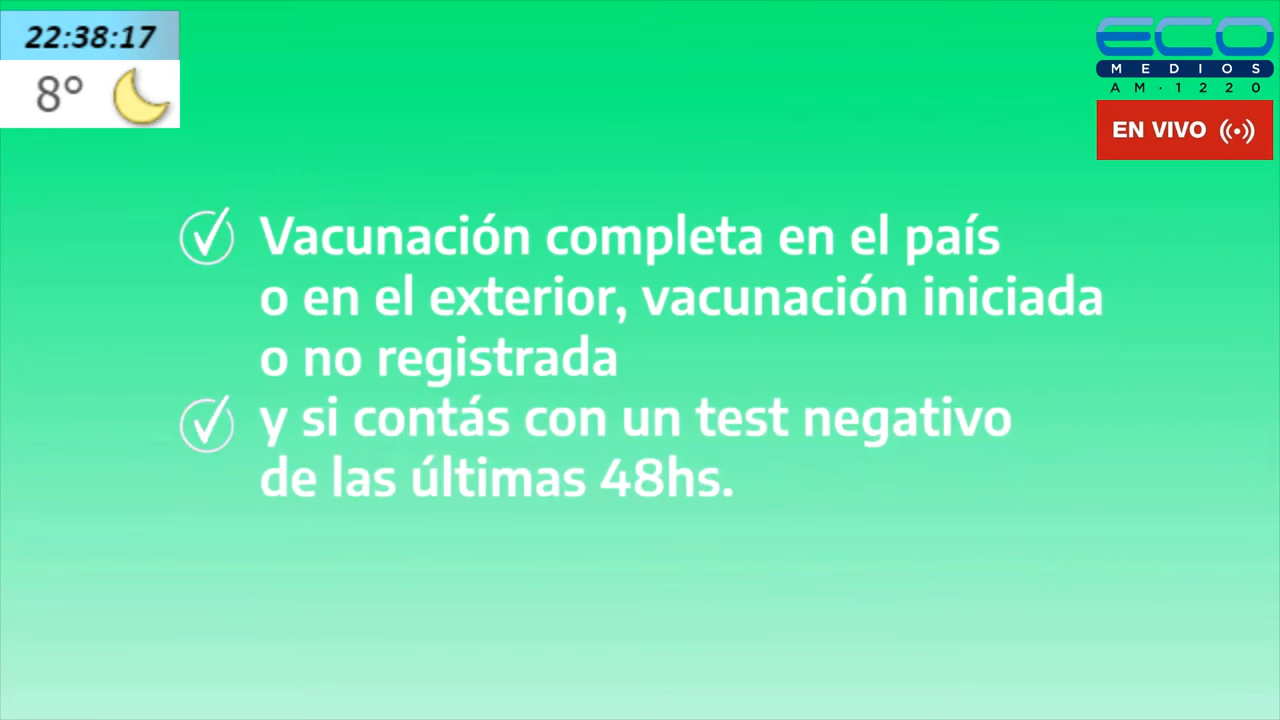 22:38:17
8°
ECO
MEDIOS
AM·1220
EN VIVO
Vacunación completa en el país
o en el exterior, vacunación iniciada
o no registrada
y si contás con un test negativo
de las últimas 48hs.